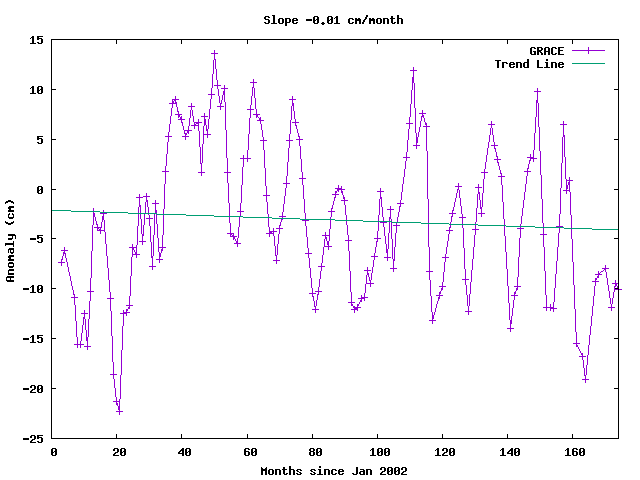 Slope -0.01 cm/month
GRACE
Trend Line
15
10
5
0
-5
-10
-15
-20
-25
Anomaly (cm)
0 20 40 60 80 100 120 140 160
Months since Jan 2002